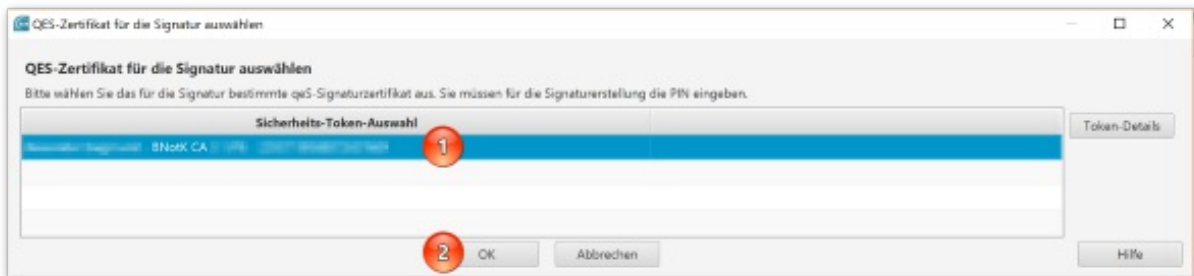 QES-Zertifikat für die Signatur auswählen
QES-Zertifikat für die Signatur auswählen
Bitte wählen Sie das für die Signatur bestimmte qeS-Signaturzertifikat aus. Sie müssen für die Signaturerstellung die PIN eingeben.
Sicherheits-Token-Auswahl
Token-Details
BNotK CA
1
2
OK
Abbrechen
Hilfe